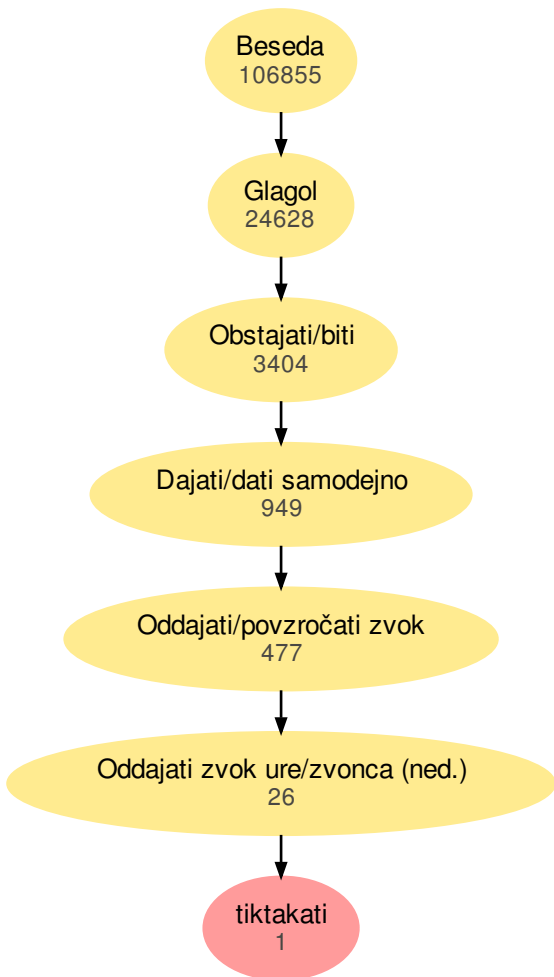 Beseda
106855
Glagol
24628
Obstajati/biti
3404
Dajati/dati samodejno
949
Oddajati/povzročati zvok
477
Oddajati zvok ure/zvonca (ned.)
26
tiktakati
1